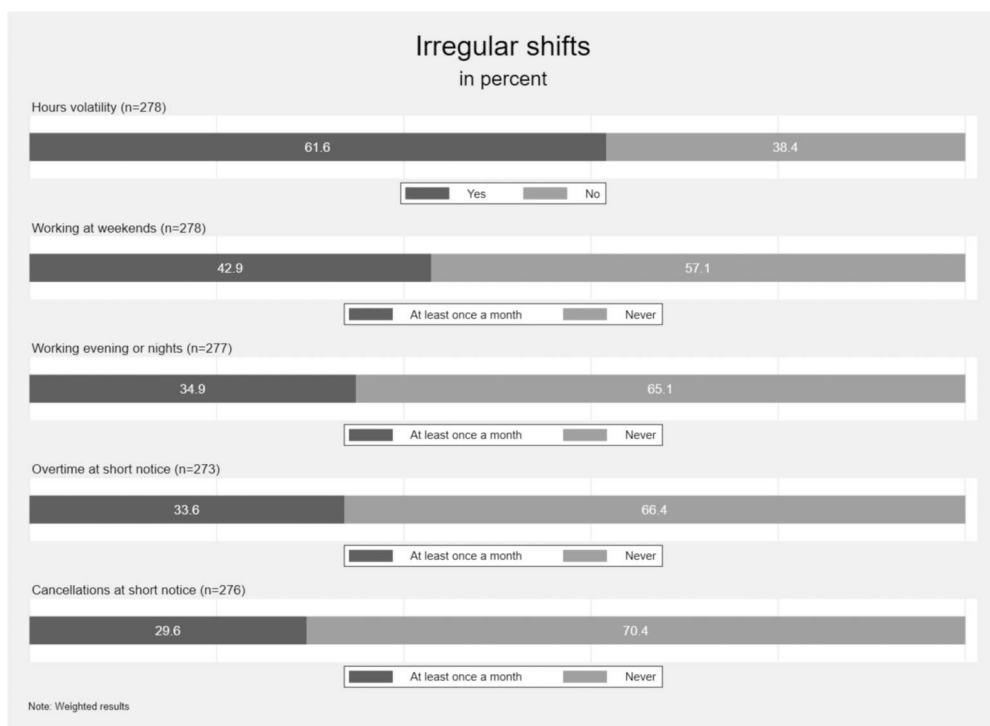 Irregular shifts
in percent
Hours volatility (n=278)
61.6 38.4
Yes No
Working at weekends (n=278)
42.9 57.1
At least once a month Never
Working evening or nights (n=277)
34.9 65.1
At least once a month Never
Overtime at short notice (n=273)
33.6 66.4
At least once a month Never
Cancellations at short notice (n=276)
29.6 70.4
At least once a month Never
Note: Weighted results